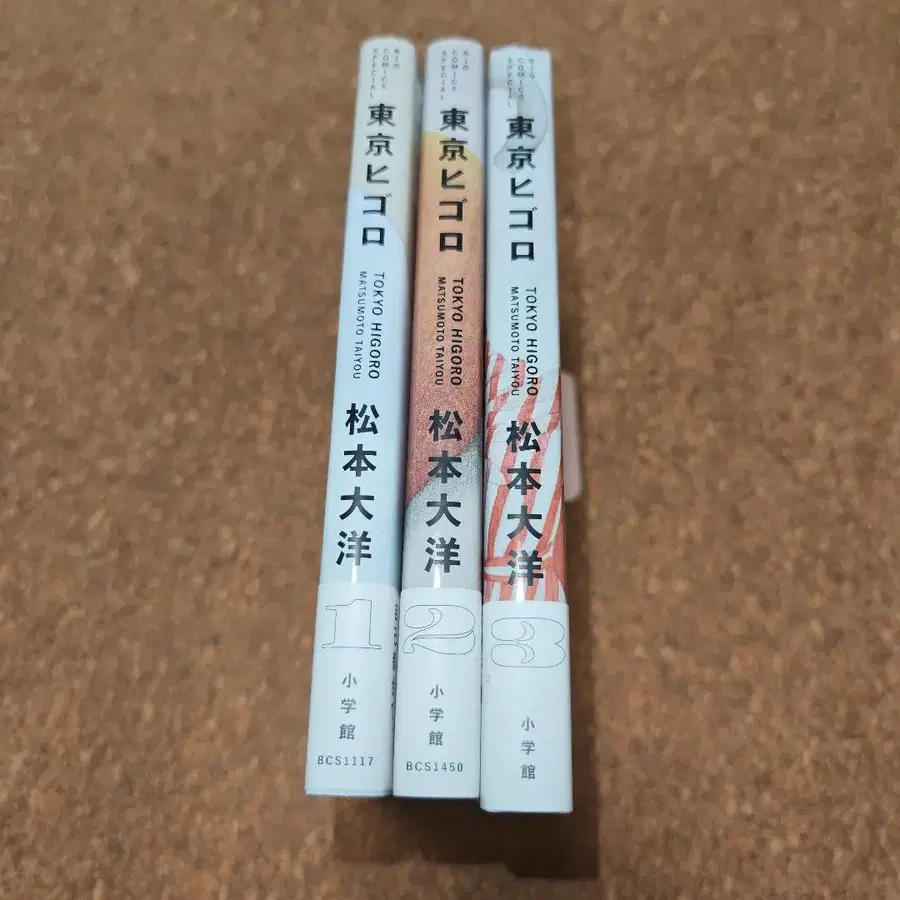 BIG
COMICS
SPECIAL
東京ヒゴロ
TOKYO HIGORO
MATSUMOTO TAIYOU
松本大洋
1
小学館
BCS1117
BIG
COMICS
SPECIAL
東京ヒゴロ
TOKYO HIGORO
MATSUMOTO TAIYOU
松本大洋
2
小学館
BCS1450
BIG
COMICS
SPECIAL
東京ヒゴロ
TOKYO HIGORO
MATSUMOTO TAIYOU
松本大洋
3
小学館